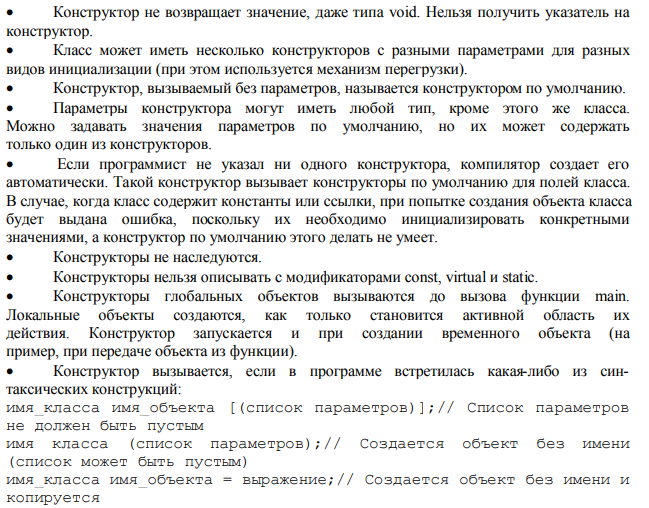 • Конструктор не возвращает значение, даже типа void. Нельзя получить указатель на
конструктор.
• Класс может иметь несколько конструкторов с разными параметрами для разных
видов инициализации (при этом используется механизм перегрузки).
• Конструктор, вызываемый без параметров, называется конструктором по умолчанию.
• Параметры конструктора могут иметь любой тип, кроме этого же класса.
Можно задавать значения параметров по умолчанию, но их может содержать
только один из конструкторов.
• Если программист не указал ни одного конструктора, компилятор создает его
автоматически. Такой конструктор вызывает конструкторы по умолчанию для полей класса.
В случае, когда класс содержит константы или ссылки, при попытке создания объекта класса
будет выдана ошибка, поскольку их необходимо инициализировать конкретными
значениями, а конструктор по умолчанию этого делать не умеет.
• Конструкторы не наследуются.
• Конструкторы нельзя описывать с модификаторами const, virtual и static.
• Конструкторы глобальных объектов вызываются до вызова функции main.
Локальные объекты создаются, как только становится активной область их
действия. Конструктор запускается и при создании временного объекта (на
пример, при передаче объекта из функции).
• Конструктор вызывается, если в программе встретилась какая-либо из син-
таксических конструкций:
имя_класса имя_объекта [(список параметров)];// Список параметров
не должен быть пустым
имя класса (список параметров);// Создается объект без имени
(список может быть пустым)
имя_класса имя_объекта = выражение;// Создается объект без имени и
копируется